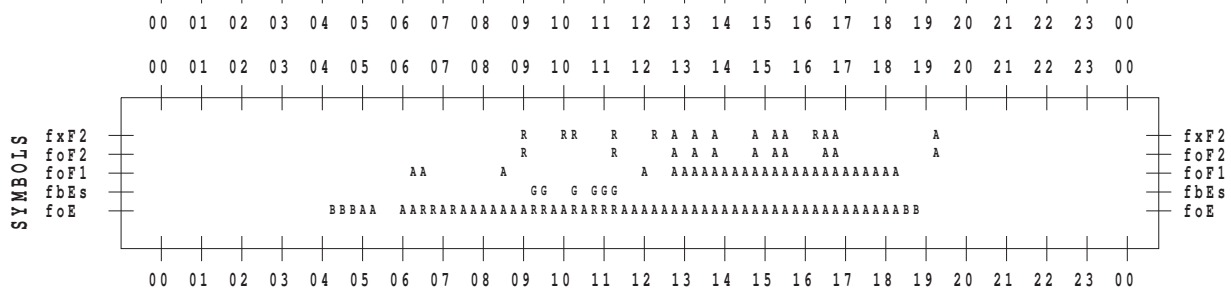 00 01 02 03 04 05 06 07 08 09 10 11 12 13 14 15 16 17 18 19 20 21 22 23 00
00 01 02 03 04 05 06 07 08 09 10 11 12 13 14 15 16 17 18 19 20 21 22 23 00
SYMBOLS
fxF2 R RR R R A A A A AA RAA A fxF2
foF2 R R A A A A AA AA A foF2
foF1 AA A A AAAAAAAAAAAAAAAAAAAAAAA foF1
fbEs GG G GGG fbEs
foE BBBAA AARRARAAAAAAARRAARARRRAAAAAAAAAAAAAAAAAAAAAAAAAAAABB foE
00 01 02 03 04 05 06 07 08 09 10 11 12 13 14 15 16 17 18 19 20 21 22 23 00